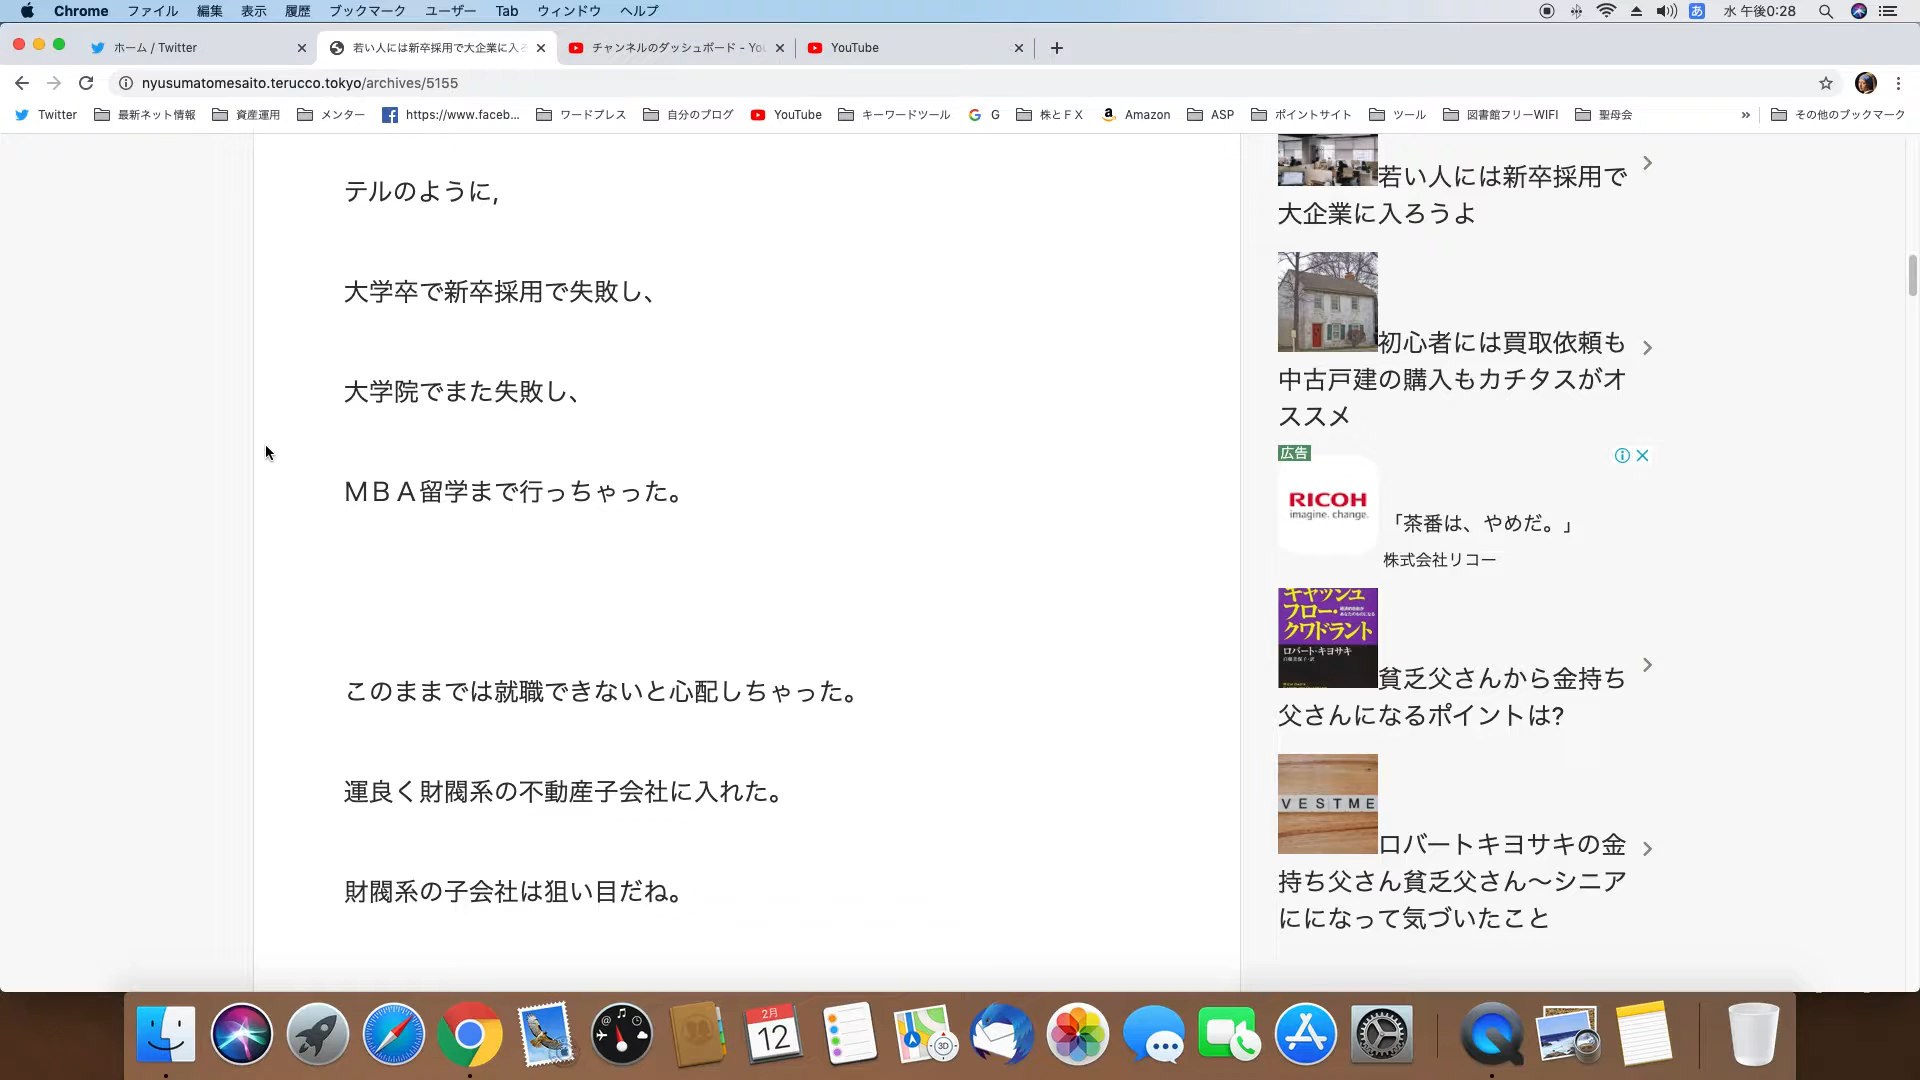 Chrome ファイル 編集 表示 履歴 ブックマーク ユーザー Tab ウィンドウ ヘルプ
あ 水 午後0:28
ホーム / Twitter
若い人には新卒採用で大企業に入ろ
チャンネルのダッシュボード - You
YouTube
nyusumatomesaito.terucco.tokyo/archives/5155
Twitter 最新ネット情報 資産運用 メンター https://www.faceb... ワードプレス 自分のブログ YouTube キーワードツール G 株とＦＸ Amazon ASP ポイントサイト ツール 図書館フリーWIFI 聖母会 » その他のブックマーク
テルのように,
大学卒で新卒採用で失敗し、
大学院でまた失敗し、
ＭＢＡ留学まで行っちゃった。
このままでは就職できないと心配しちゃった。
運良く財閥系の不動産子会社に入れた。
財閥系の子会社は狙い目だね。
若い人には新卒採用で
大企業に入ろうよ
初心者には買取依頼も
中古戸建の購入もカチタスがオ
ススメ
広告
RICOH
imagine. change.
「茶番は、やめだ。」
株式会社リコー
キャッシュ
フロー・
クワドラント
ロバート・キヨサキ
貧乏父さんから金持ち
父さんになるポイントは?
VESTME
ロバートキヨサキの金
持ち父さん貧乏父さん〜シニア
にになって気づいたこと
2月
12
3D